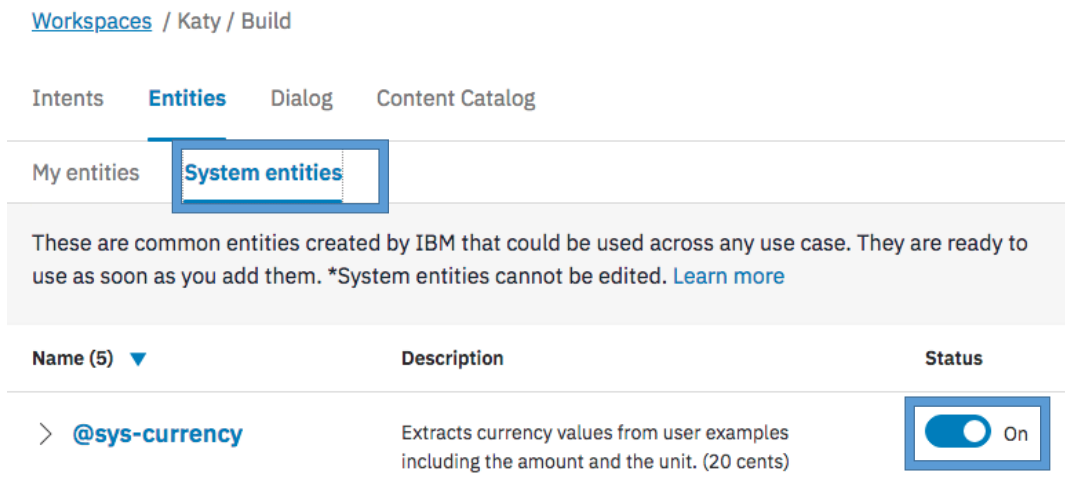 Workspaces / Katy / Build
Intents Entities Dialog Content Catalog
My entities System entities
These are common entities created by IBM that could be used across any use case. They are ready to
use as soon as you add them. *System entities cannot be edited. Learn more
Name (5) Description Status
@sys-currency Extracts currency values from user examples On
including the amount and the unit. (20 cents)